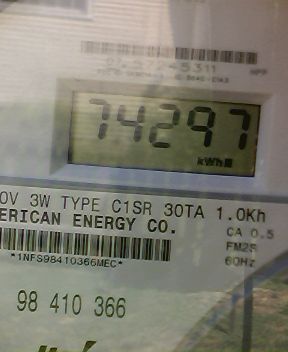 74297
kWh
0V 3W TYPE C1SR 30TA 1.0Kh
ERICAN ENERGY CO.
CA 0.5
FM2S
60Hz
*1NFS98410366MEC*
98 410 366